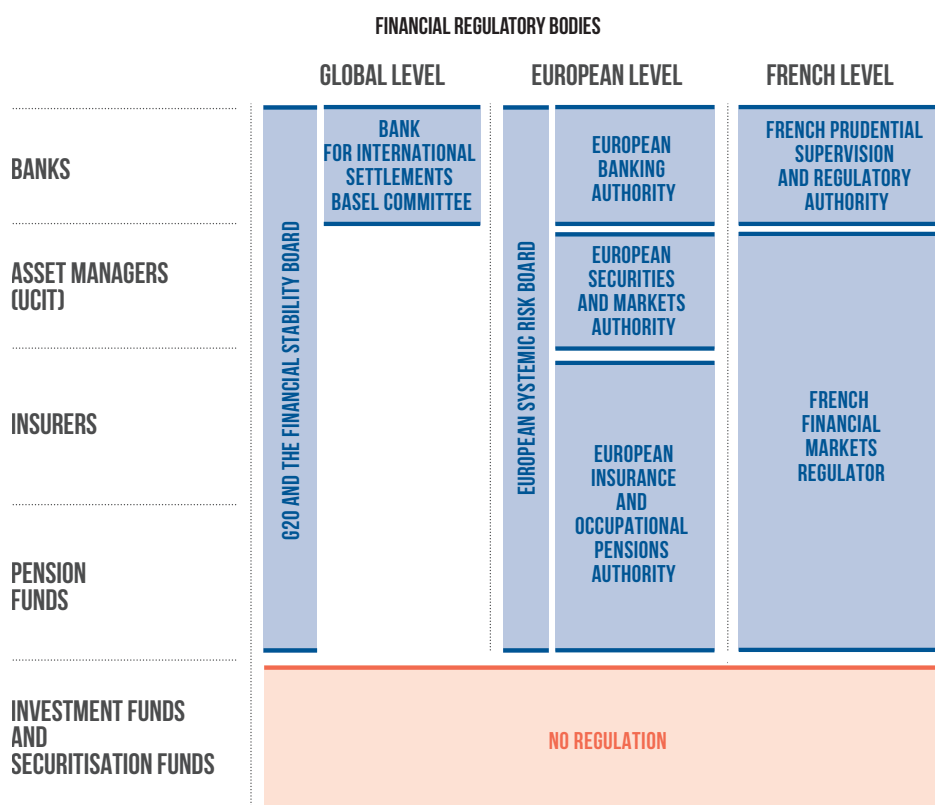 FINANCIAL REGULATORY BODIES
GLOBAL LEVEL
EUROPEAN LEVEL
FRENCH LEVEL
BANKS
ASSET MANAGERS
(UCIT)
INSURERS
PENSION
FUNDS
INVESTMENT FUNDS
AND
SECURITISATION FUNDS
G20 AND THE FINANCIAL STABILITY BOARD
BANK
FOR INTERNATIONAL
SETTLEMENTS
BASEL COMMITTEE
EUROPEAN SYSTEMIC RISK BOARD
EUROPEAN
BANKING
AUTHORITY
EUROPEAN
SECURITIES
AND MARKETS
AUTHORITY
EUROPEAN
INSURANCE
AND
OCCUPATIONAL
PENSIONS
AUTHORITY
FRENCH PRUDENTIAL
SUPERVISION
AND REGULATORY
AUTHORITY
FRENCH
FINANCIAL
MARKETS
REGULATOR
NO REGULATION